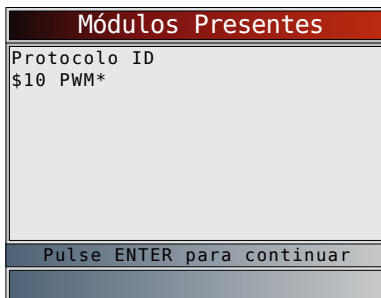 Módulos Presentes
Protocolo ID
$10 PWM*
Pulse ENTER para continuar